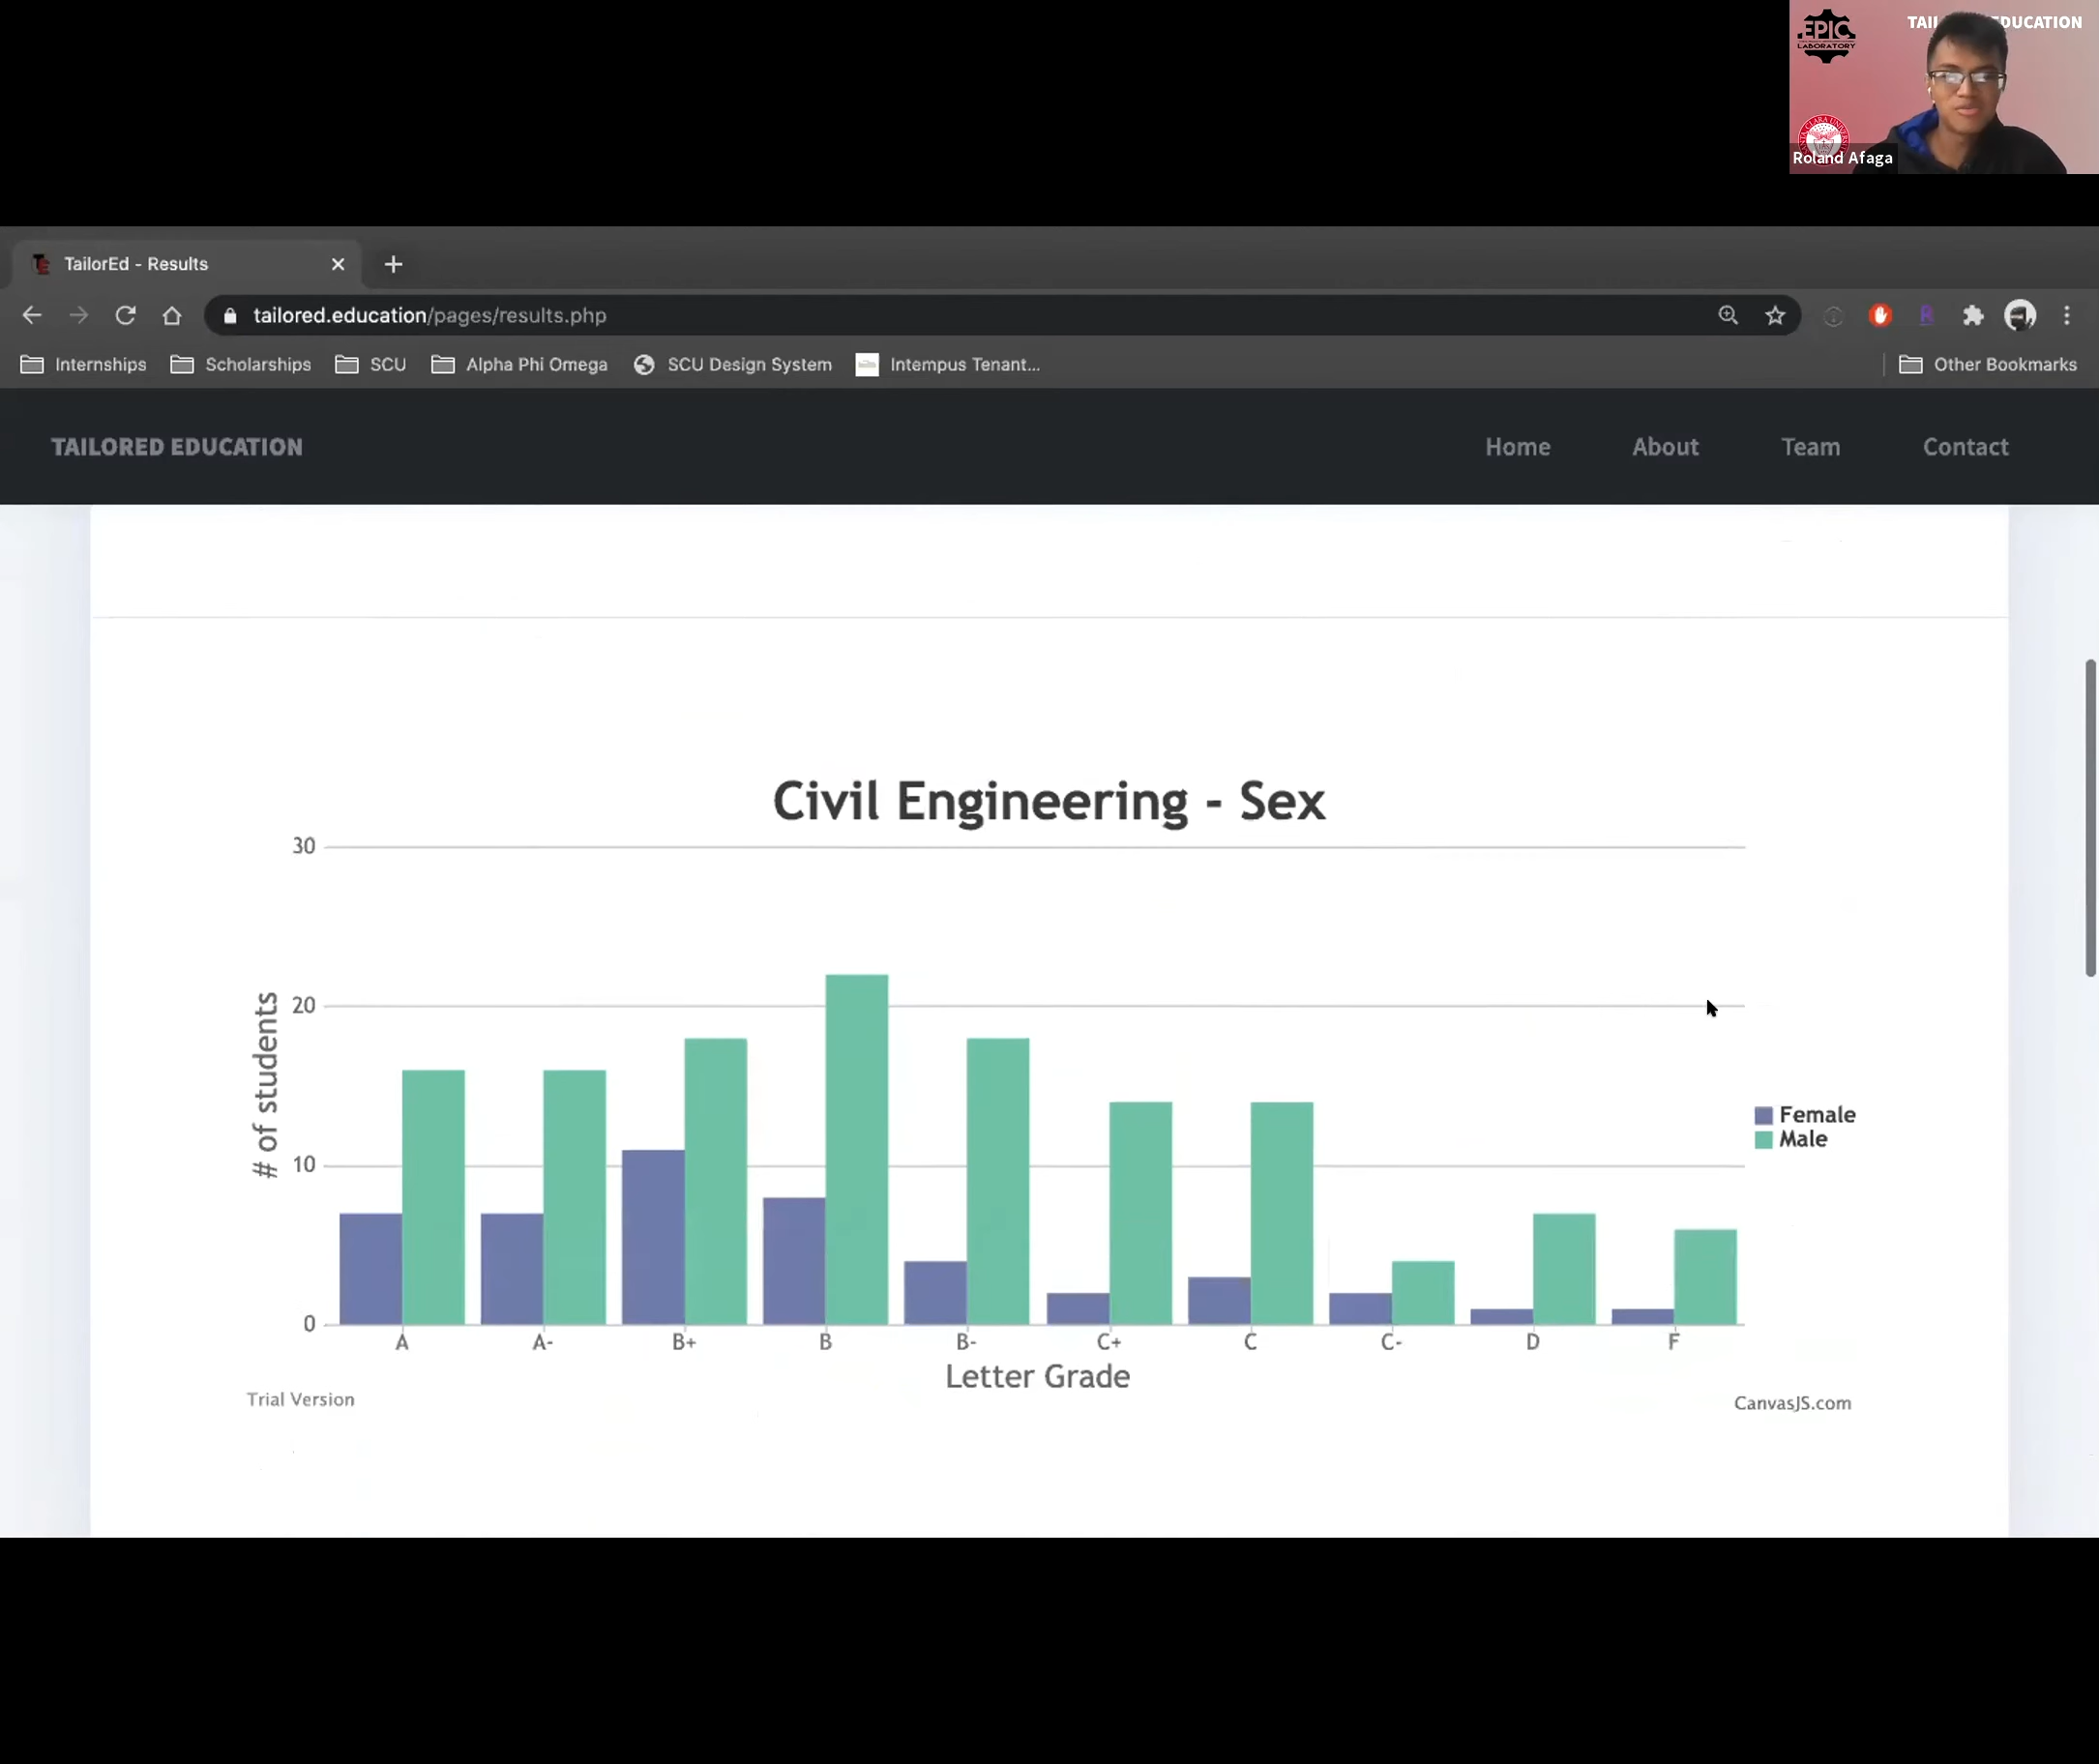 EPIC
LABORATORY
TAIL EDUCATION
Roland Afaga
TailorEd - Results
tailored.education/pages/results.php
Internships Scholarships SCU Alpha Phi Omega SCU Design System Intempus Tenant... Other Bookmarks
TAILORED EDUCATION Home About Team Contact
Civil Engineering - Sex
30
20
10
0
# of students
Female
Male
A A- B+ B B- C+ C C- D F
Letter Grade
Trial Version
CanvasJS.com